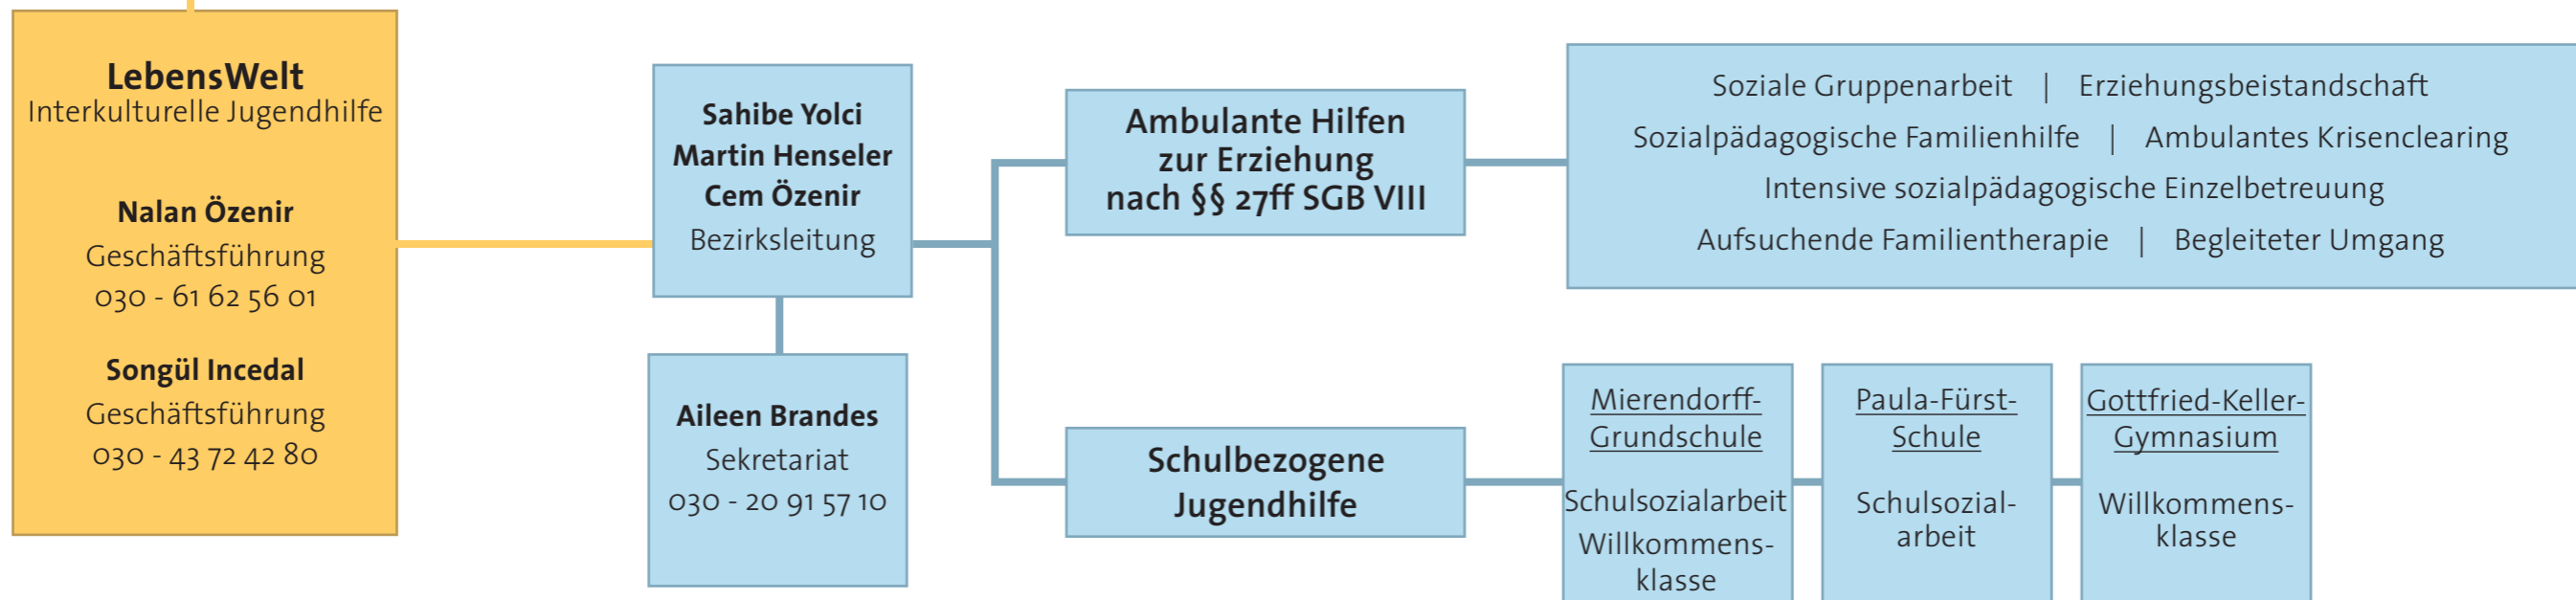 LebensWelt
Interkulturelle Jugendhilfe
Nalan Özenir
Geschäftsführung
030 - 61 62 56 01
Songül Incedal
Geschäftsführung
030 - 43 72 42 80
Sahibe Yolci
Martin Henseler
Cem Özenir
Bezirksleitung
Aileen Brandes
Sekretariat
030 - 20 91 57 10
Ambulante Hilfen
zur Erziehung
nach §§ 27ff SGB VIII
Soziale Gruppenarbeit | Erziehungsbeistandschaft
Sozialpädagogische Familienhilfe | Ambulantes Krisenclearing
Intensive sozialpädagogische Einzelbetreuung
Aufsuchende Familientherapie | Begleiteter Umgang
Schulbezogene
Jugendhilfe
Mierendorff-
Grundschule
Schulsozialarbeit
Willkommens-
klasse
Paula-Fürst-
Schule
Schulsozial-
arbeit
Gottfried-Keller-
Gymnasium
Willkommens-
klasse